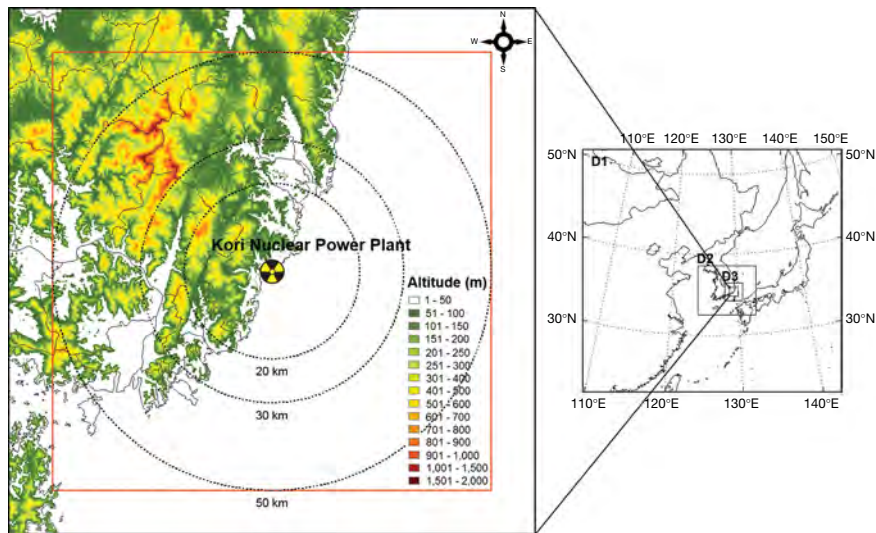 N
W E
S
Kori Nuclear Power Plant
Altitude (m)
1 - 50
51 - 100
101 - 150
151 - 200
201 - 250
251 - 300
301 - 400
401 - 500
501 - 600
601 - 700
701 - 800
801 - 900
901 - 1,000
1,001 - 1,500
1,501 - 2,000
20 km
30 km
50 km
110°E 120°E 130°E 150°E
50°N D1 50°N
40°N 40°N
D2
D3
30°N 30°N
110°E 120°E 130°E 140°E